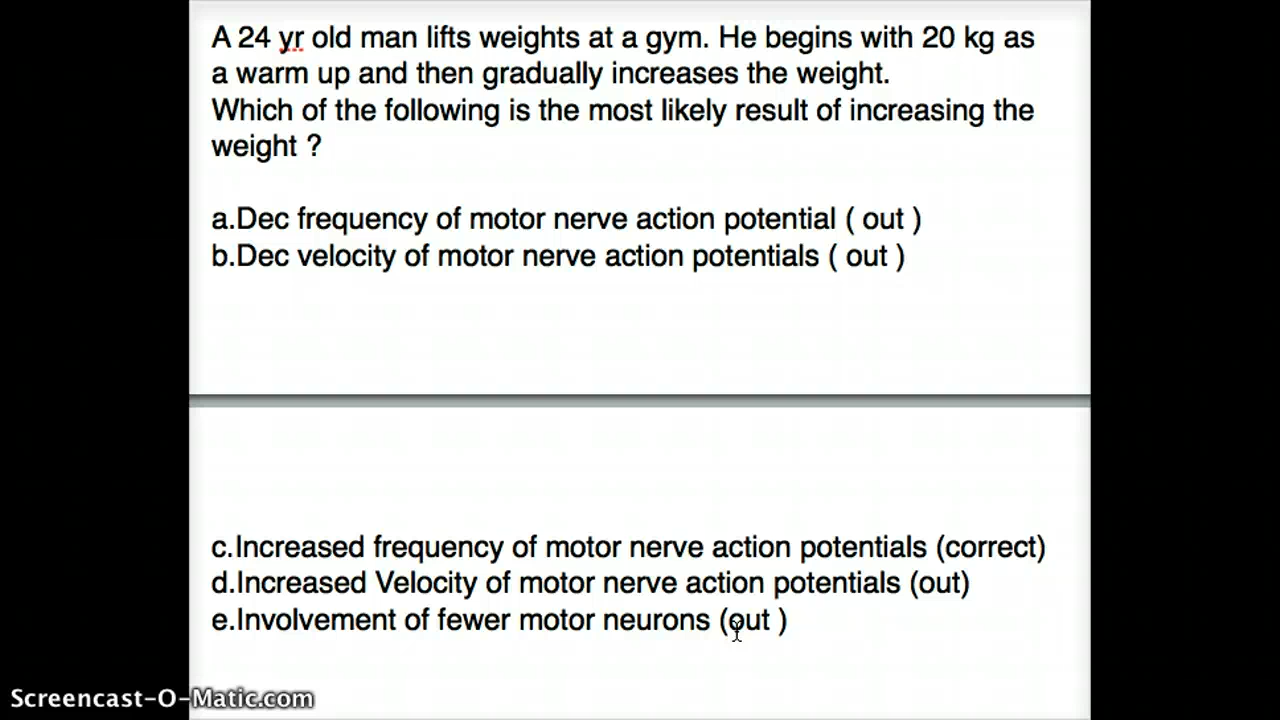 A 24 yr old man lifts weights at a gym. He begins with 20 kg as
a warm up and then gradually increases the weight.
Which of the following is the most likely result of increasing the
weight ?
a.Dec frequency of motor nerve action potential ( out )
b.Dec velocity of motor nerve action potentials ( out )
c.Increased frequency of motor nerve action potentials (correct)
d.Increased Velocity of motor nerve action potentials (out)
e.Involvement of fewer motor neurons (out )
Screencast-O-Matic.com